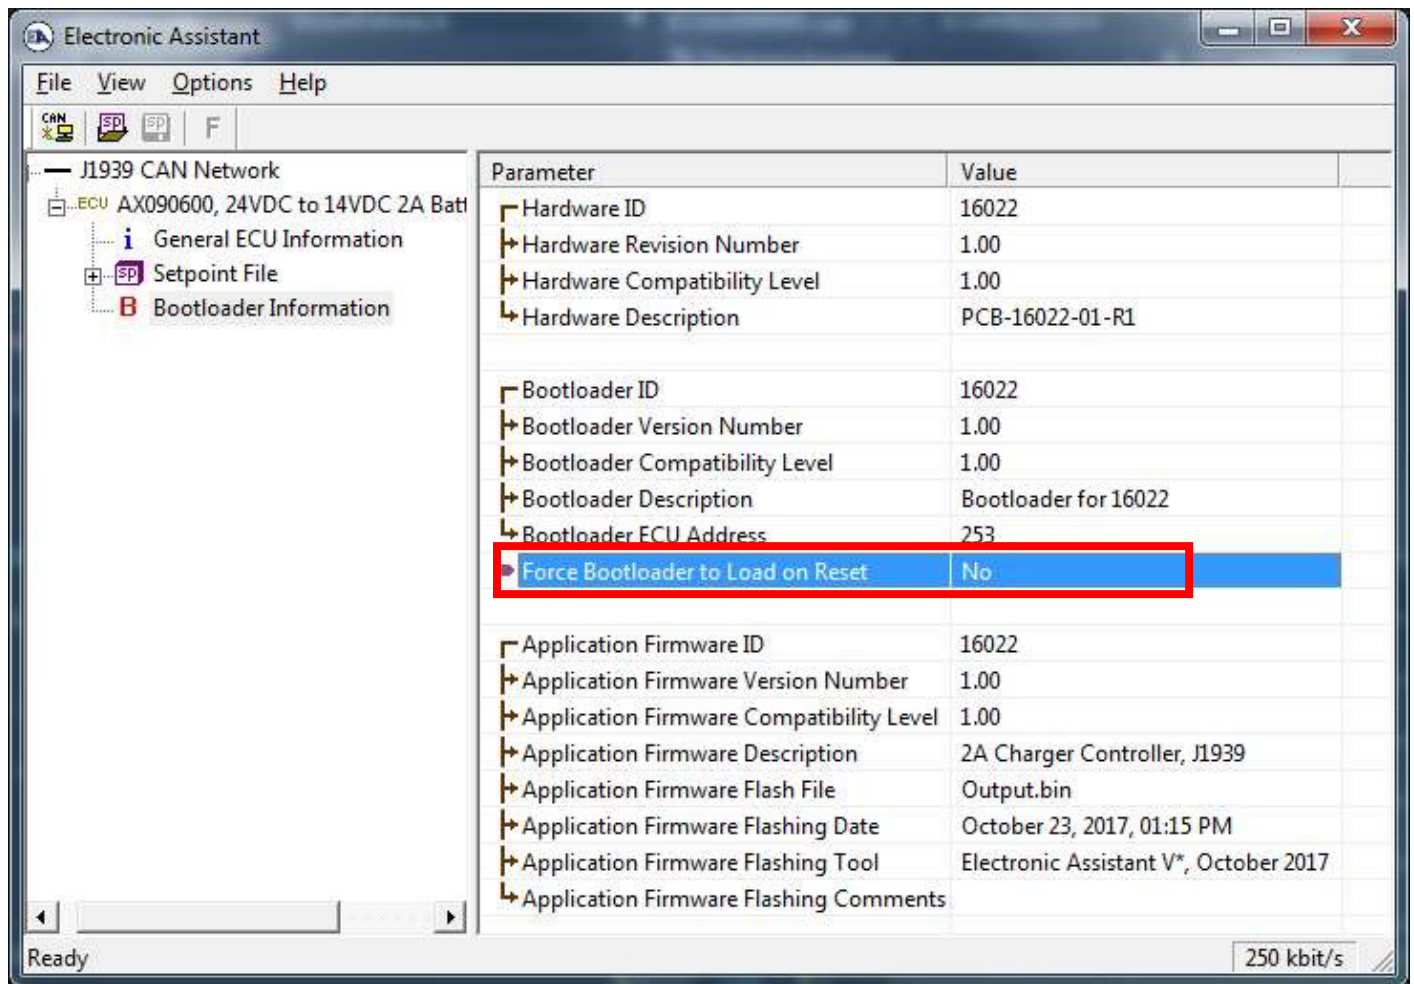 Electronic Assistant
File View Options Help
CAN SP SP F
J1939 CAN Network
ECU AX090600, 24VDC to 14VDC 2A Batt
i General ECU Information
SP Setpoint File
B Bootloader Information
Parameter Value
Hardware ID 16022
Hardware Revision Number 1.00
Hardware Compatibility Level 1.00
Hardware Description PCB-16022-01-R1
Bootloader ID 16022
Bootloader Version Number 1.00
Bootloader Compatibility Level 1.00
Bootloader Description Bootloader for 16022
Bootloader ECU Address 253
Force Bootloader to Load on Reset No
Application Firmware ID 16022
Application Firmware Version Number 1.00
Application Firmware Compatibility Level 1.00
Application Firmware Description 2A Charger Controller, J1939
Application Firmware Flash File Output.bin
Application Firmware Flashing Date October 23, 2017, 01:15 PM
Application Firmware Flashing Tool Electronic Assistant V*, October 2017
Application Firmware Flashing Comments
Ready 250 kbit/s